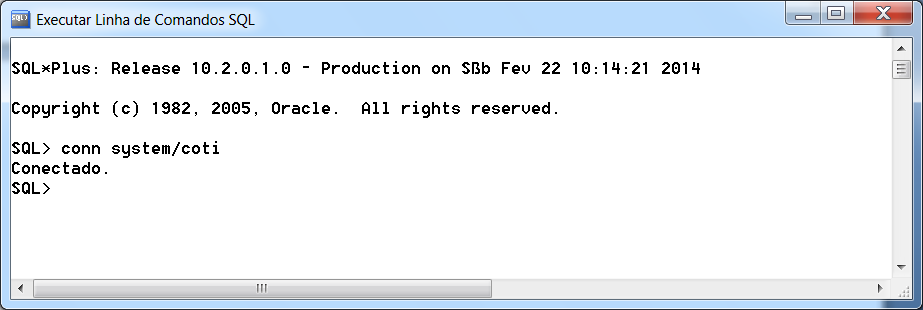 Executar Linha de Comandos SQL
SQL*Plus: Release 10.2.0.1.0 - Production on Sßb Fev 22 10:14:21 2014
Copyright (c) 1982, 2005, Oracle.  All rights reserved.
SQL> conn system/coti
Conectado.
SQL>